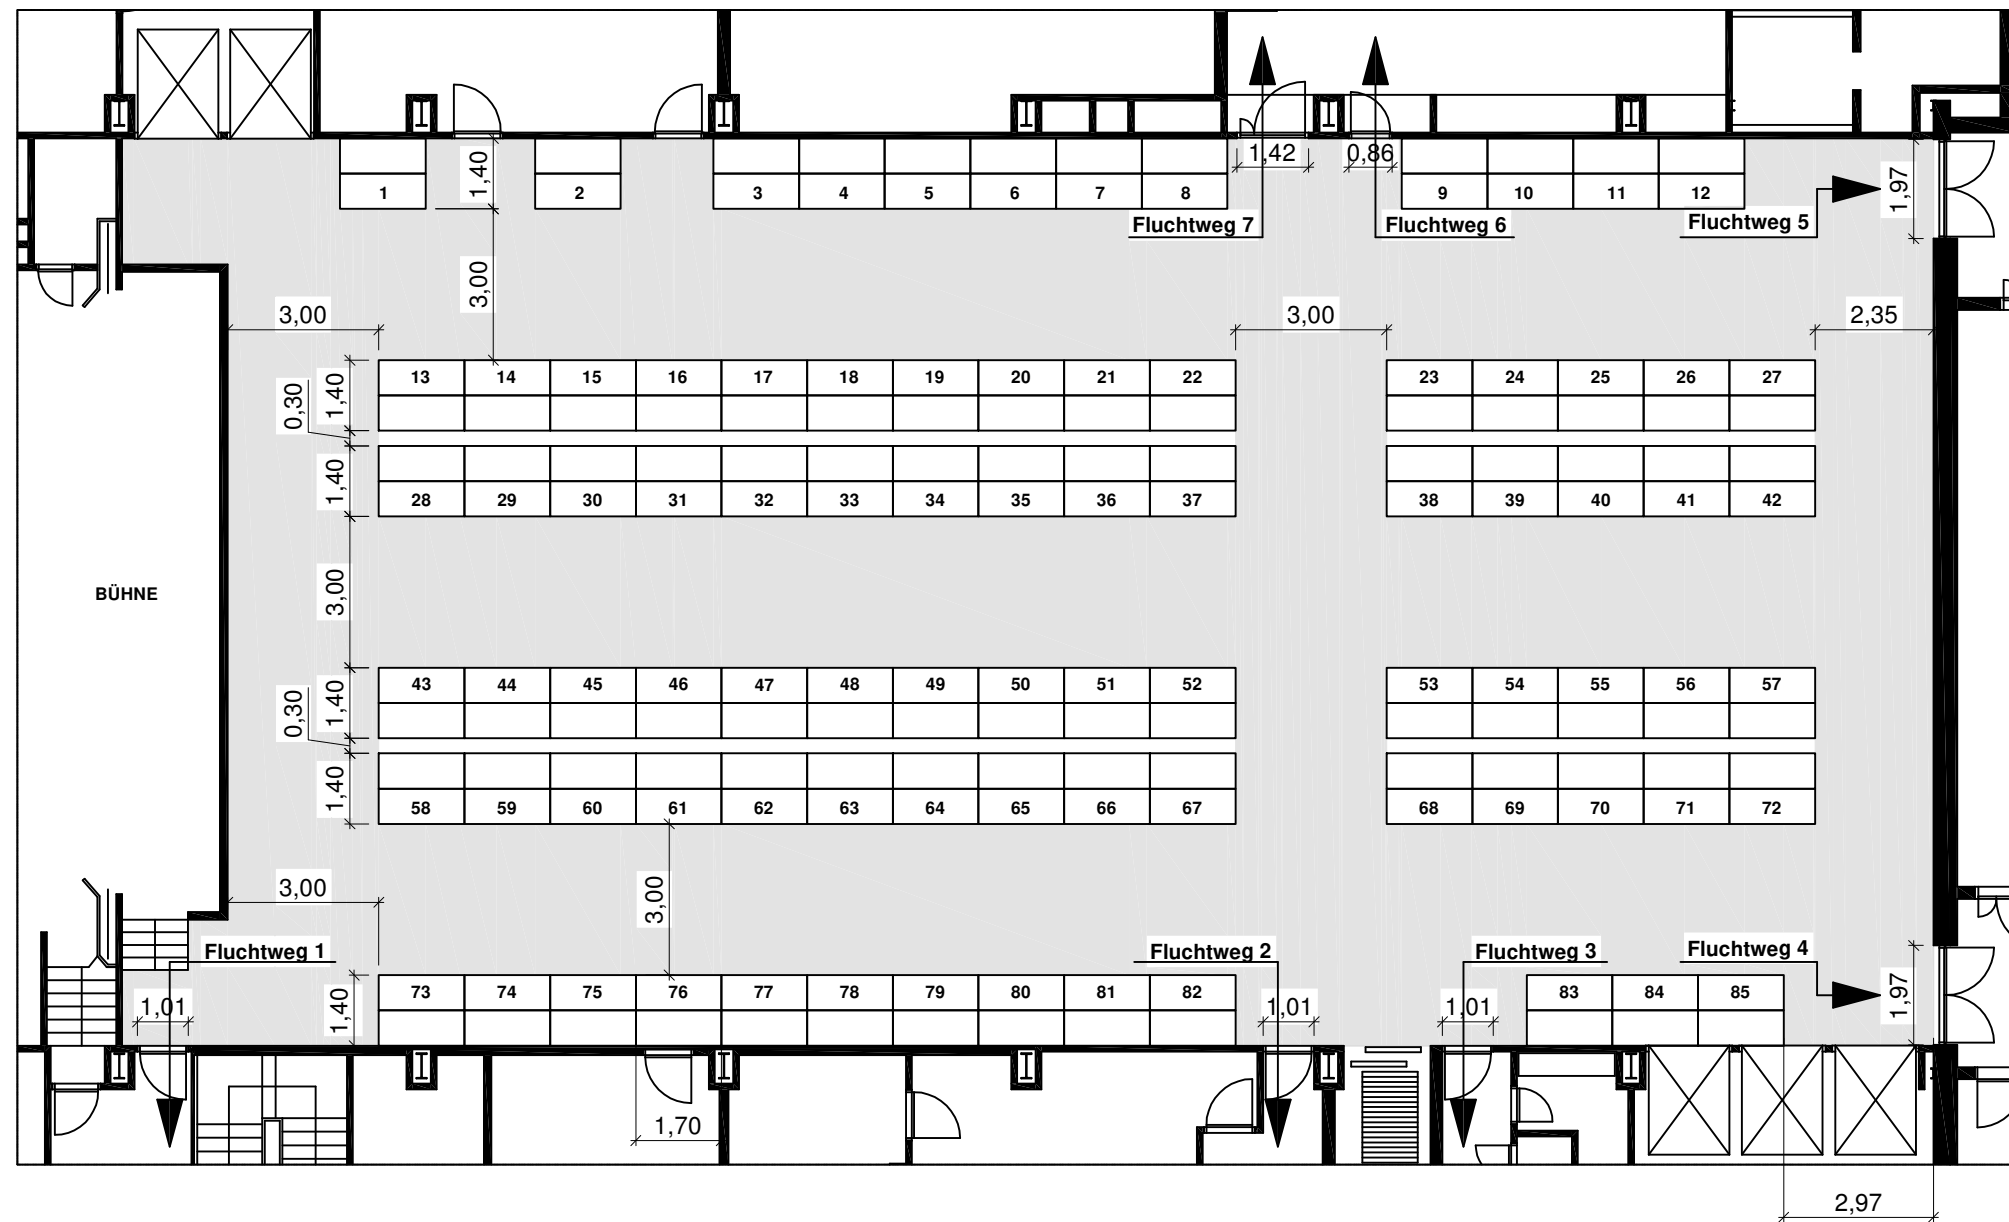 1,40
1,42
0,86
1,97
1
2
3 4 5 6 7 8
9 10 11 12
Fluchtweg 7
Fluchtweg 6
Fluchtweg 5
3,00
3,00
3,00
2,35
0,30
1,40
13 14 15 16 17 18 19 20 21 22
23 24 25 26 27
1,40
28 29 30 31 32 33 34 35 36 37
38 39 40 41 42
BÜHNE
3,00
0,30
1,40
43 44 45 46 47 48 49 50 51 52
53 54 55 56 57
1,40
58 59 60 61 62 63 64 65 66 67
68 69 70 71 72
3,00
3,00
Fluchtweg 1
Fluchtweg 2
Fluchtweg 3
Fluchtweg 4
1,01
1,40
73 74 75 76 77 78 79 80 81 82
1,01
1,01
83 84 85
1,97
1,70
2,97